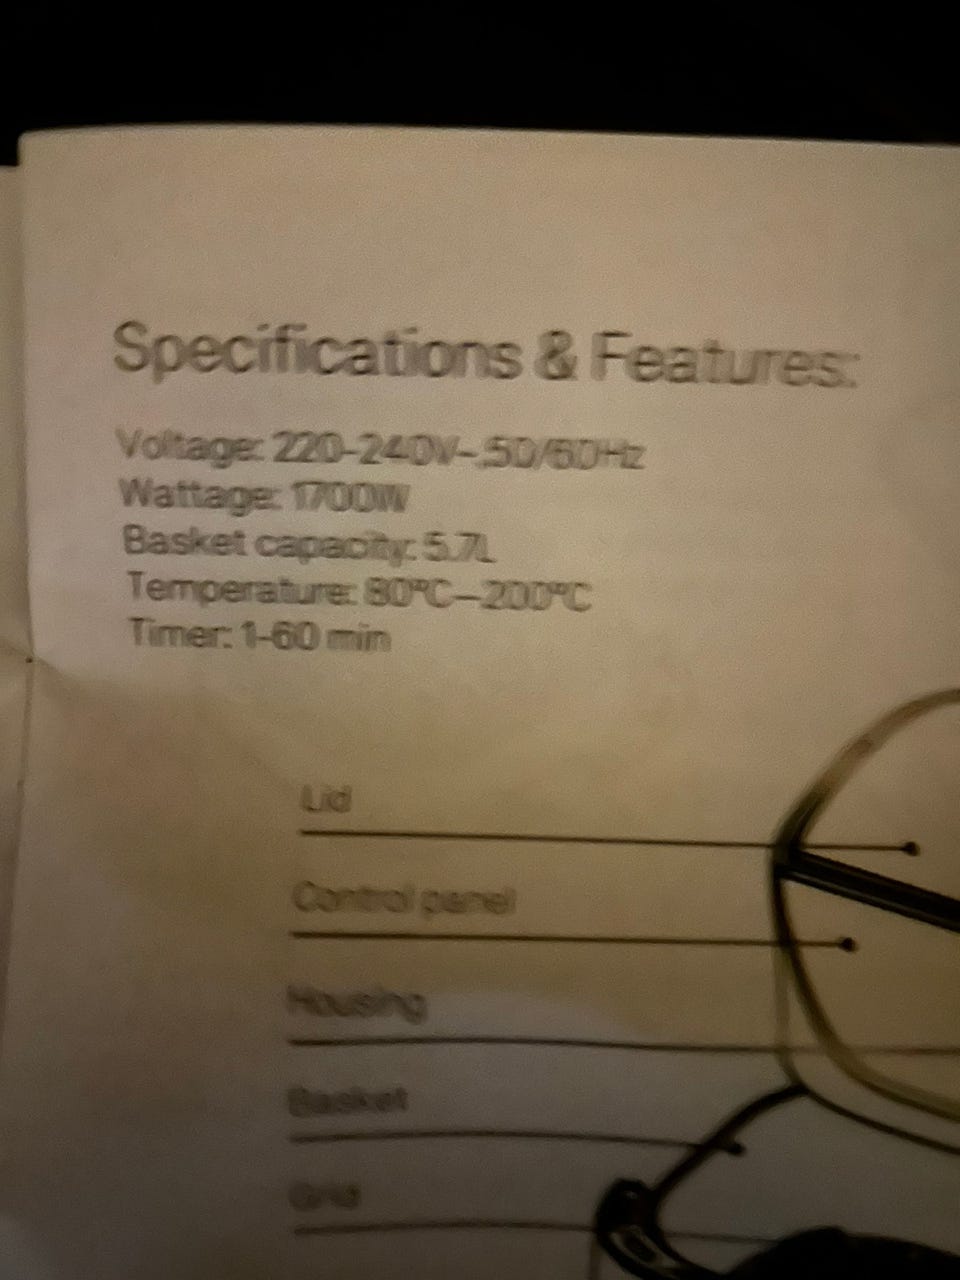 Specifications & Features:
Voltage: 220-240V~,50/60Hz
Wattage: 1700W
Basket capacity: 5.7L
Temperature: 80°C–200°C
Timer: 1-60 min
Lid
Control panel
Housing
Basket
Grid